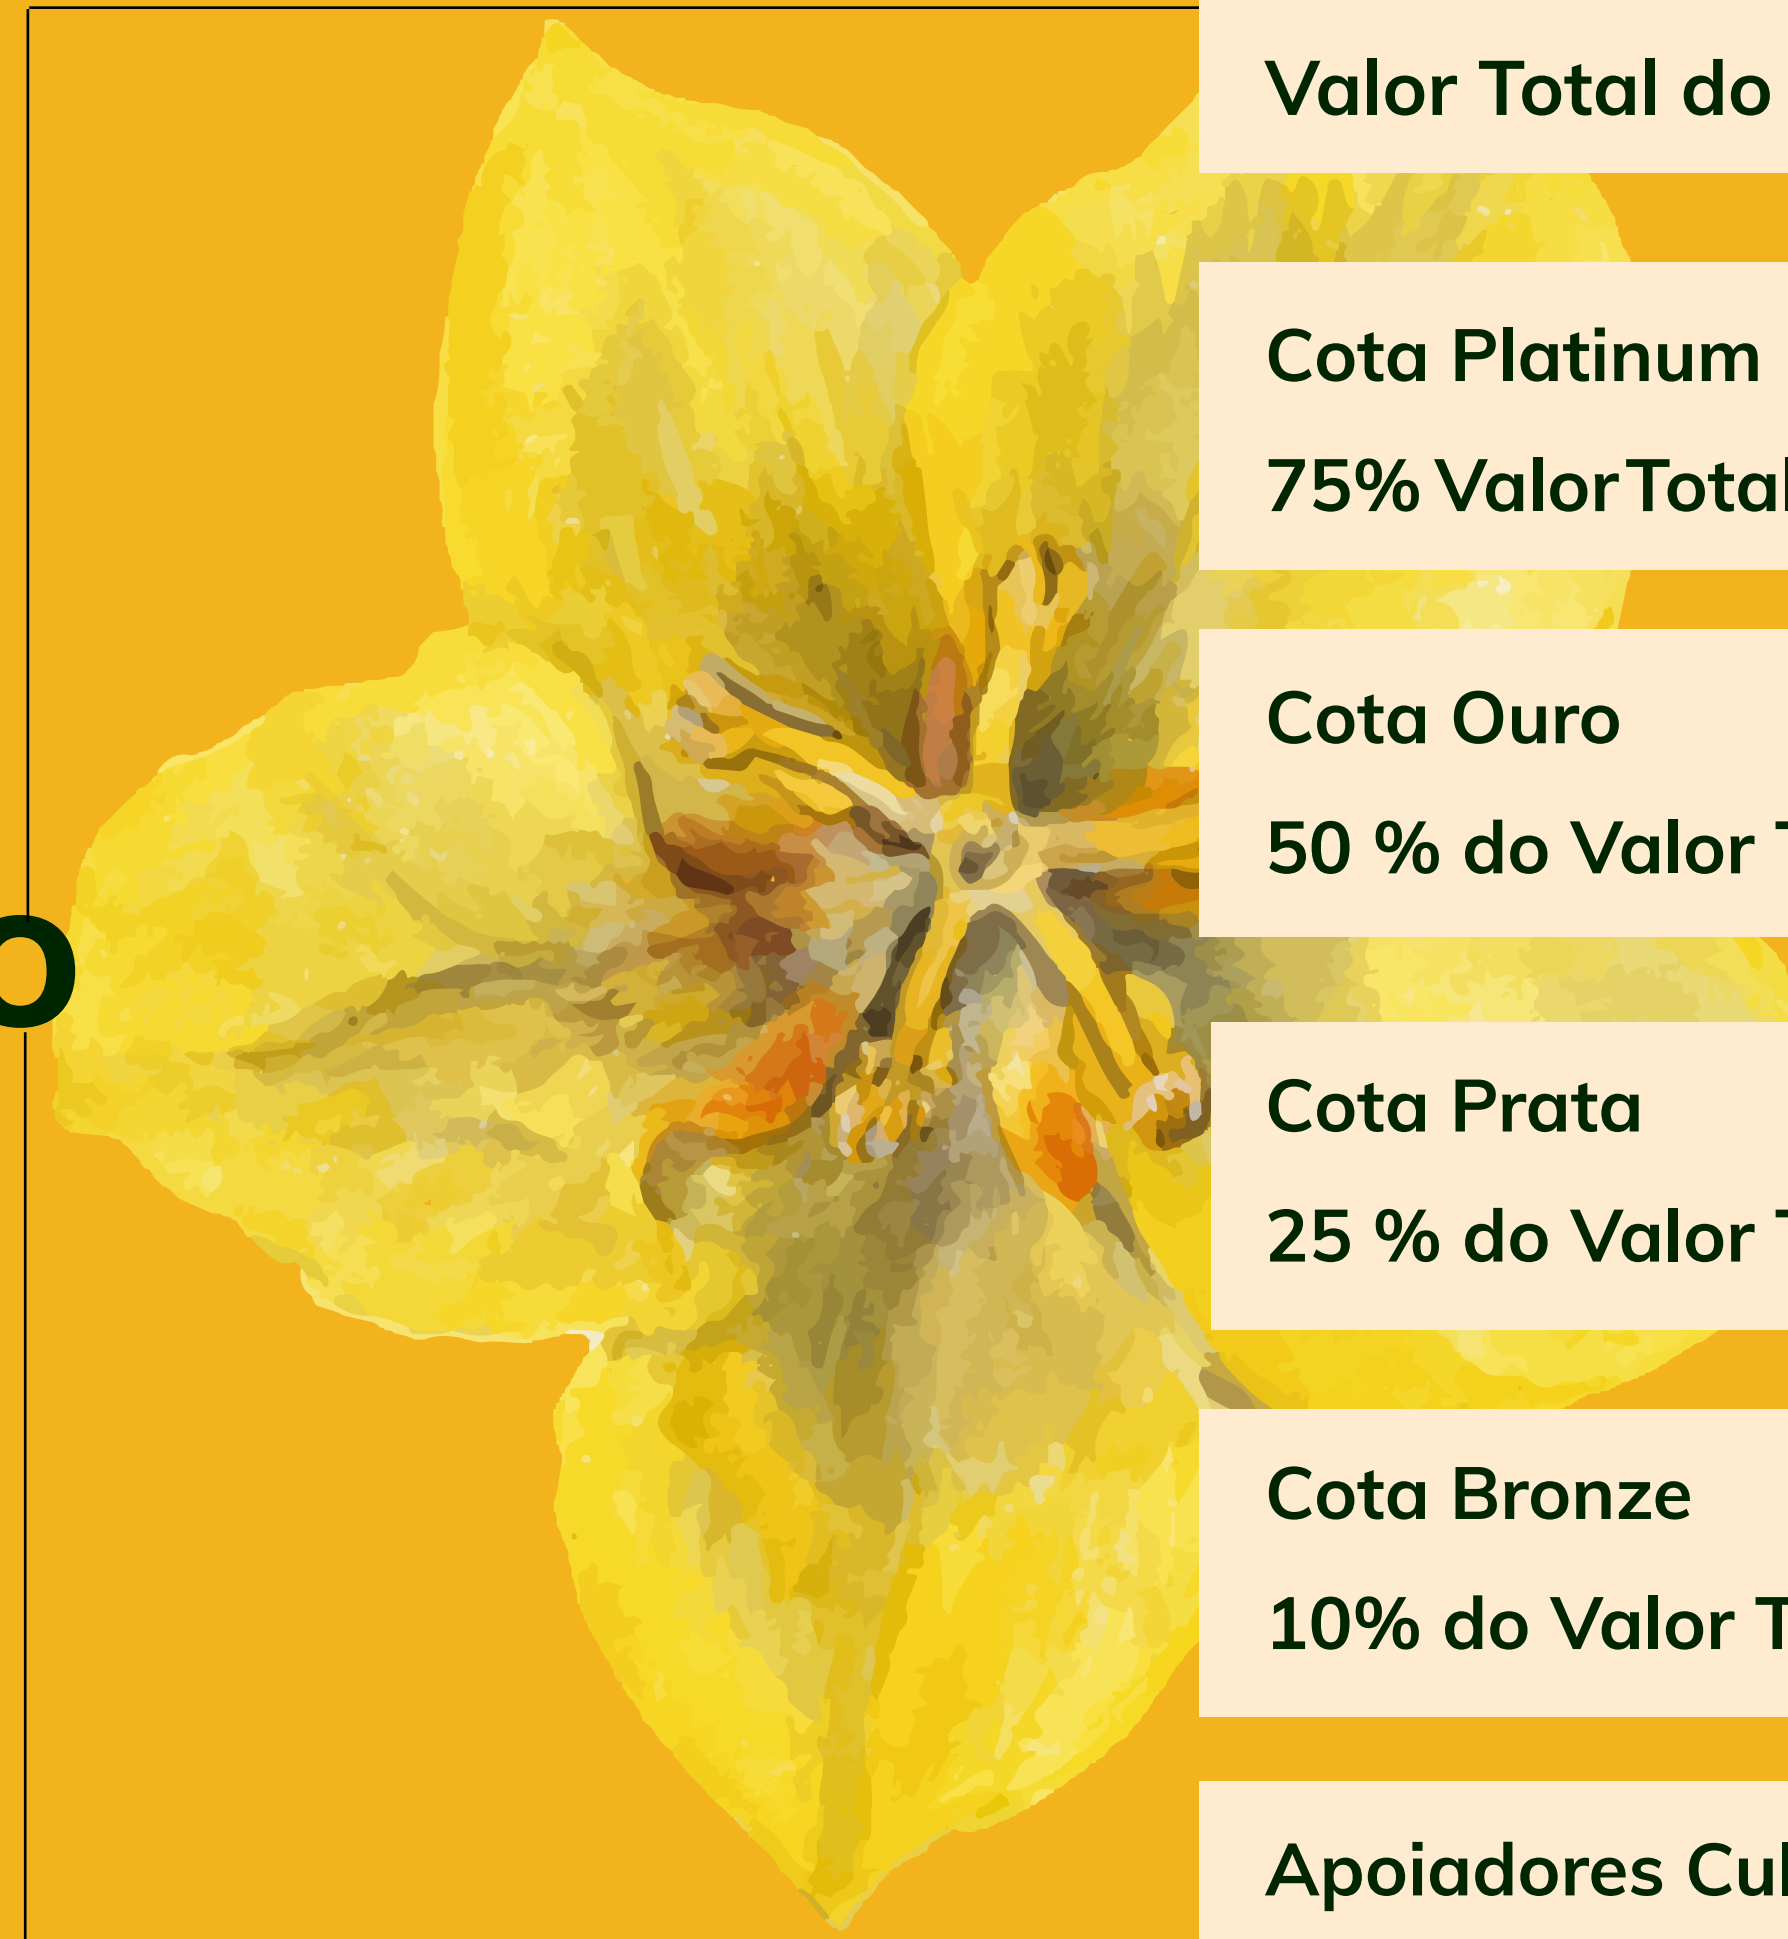 Valor Total do
Cota Platinum
75% Valor Total
Cota Ouro
50 % do Valor
Cota Prata
25 % do Valor
Cota Bronze
10% do Valor
Apoiadores